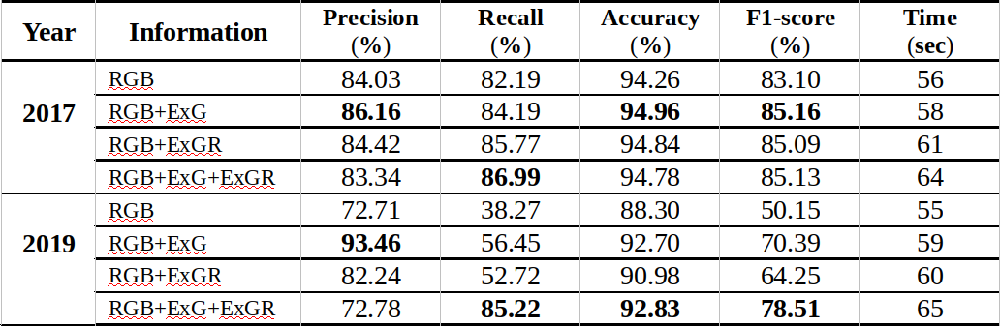 Year Information Precision (%) Recall (%) Accuracy (%) F1-score (%) Time (sec)
2017
RGB 84.03 82.19 94.26 83.10 56
RGB+ExG 86.16 84.19 94.96 85.16 58
RGB+ExGR 84.42 85.77 94.84 85.09 61
RGB+ExG+ExGR 83.34 86.99 94.78 85.13 64
2019
RGB 72.71 38.27 88.30 50.15 55
RGB+ExG 93.46 56.45 92.70 70.39 59
RGB+ExGR 82.24 52.72 90.98 64.25 60
RGB+ExG+ExGR 72.78 85.22 92.83 78.51 65